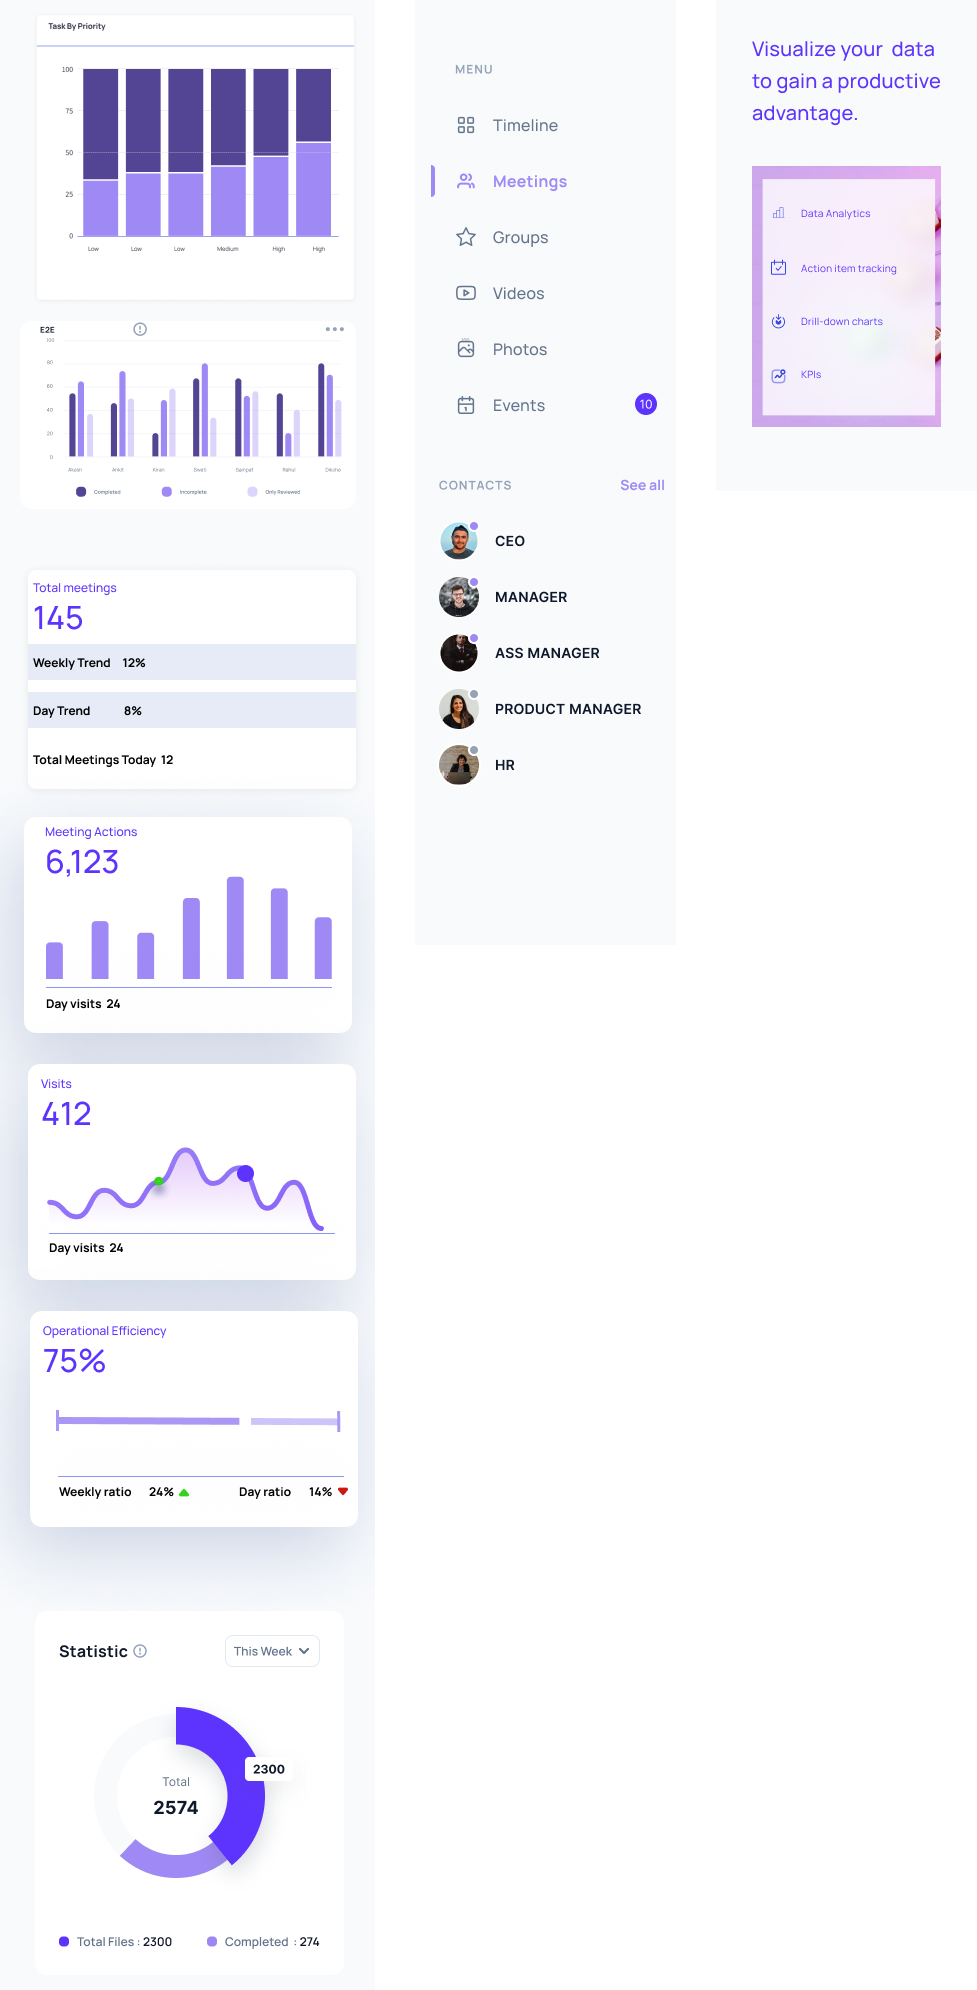 Task By Priority
100
75
50
25
0
Low Low Low Medium High High
E2E
100
80
60
40
20
0
Akash Ankit Kiran Swati Sampat Rahul Diksha
Completed Incomplete Only Reviewed
Total meetings
145
Weekly Trend 12%
Day Trend 8%
Total Meetings Today 12
Meeting Actions
6,123
Day visits 24
Visits
412
Day visits 24
Operational Efficiency
75%
Weekly ratio 24% Day ratio 14%
Statistic This Week
2300
Total
2574
Total Files : 2300 Completed : 274
MENU
Timeline
Meetings
Groups
Videos
Photos
Events 10
CONTACTS See all
CEO
MANAGER
ASS MANAGER
PRODUCT MANAGER
HR
Visualize your data
to gain a productive
advantage.
Data Analytics
Action item tracking
Drill-down charts
KPIs